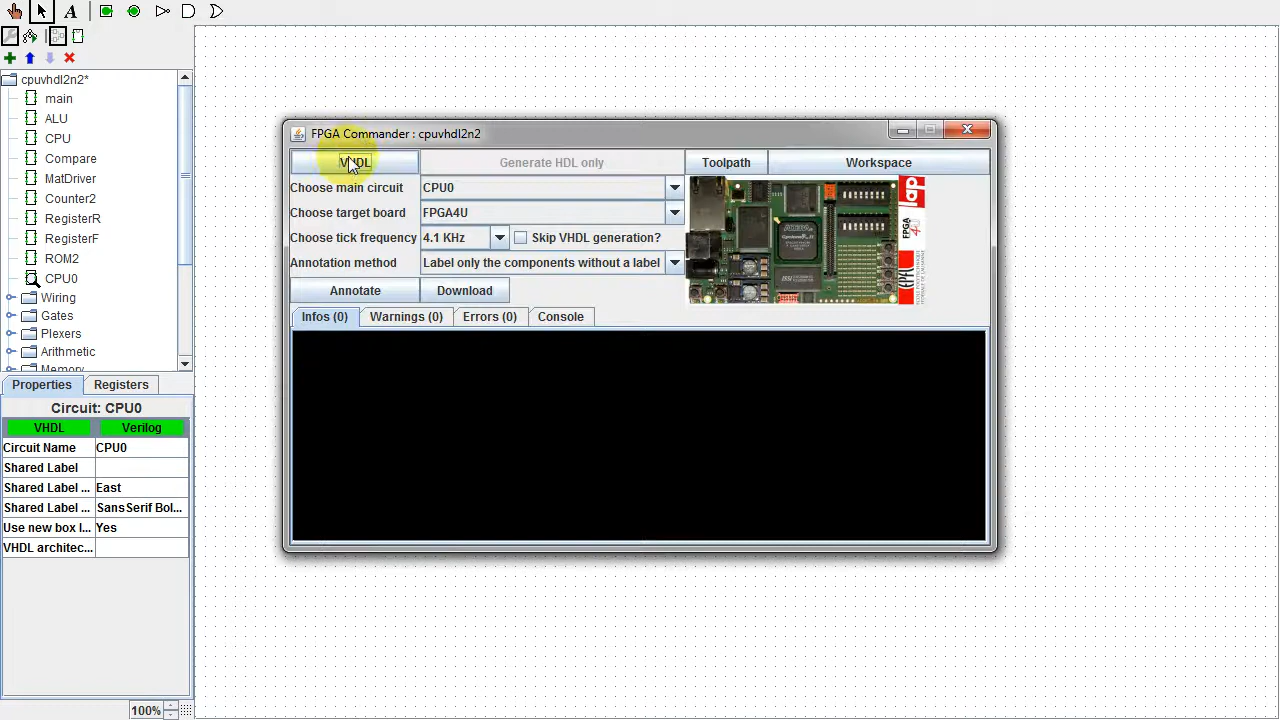 A
cpuvhdl2n2*
main
ALU
CPU
Compare
MatDriver
Counter2
RegisterR
RegisterF
ROM2
CPU0
Wiring
Gates
Plexers
Arithmetic
Memory
Properties Registers
Circuit: CPU0
VHDL Verilog
Circuit Name CPU0
Shared Label
Shared Label ... East
Shared Label ... SansSerif Bol...
Use new box l... Yes
VHDL architec...
100%
FPGA Commander : cpuvhdl2n2
VHDL Generate HDL only Toolpath Workspace
Choose main circuit CPU0
Choose target board FPGA4U
Choose tick frequency 4.1 KHz Skip VHDL generation?
Annotation method Label only the components without a label
Annotate Download
Infos (0) Warnings (0) Errors (0) Console
lap
FPGA
EPFL